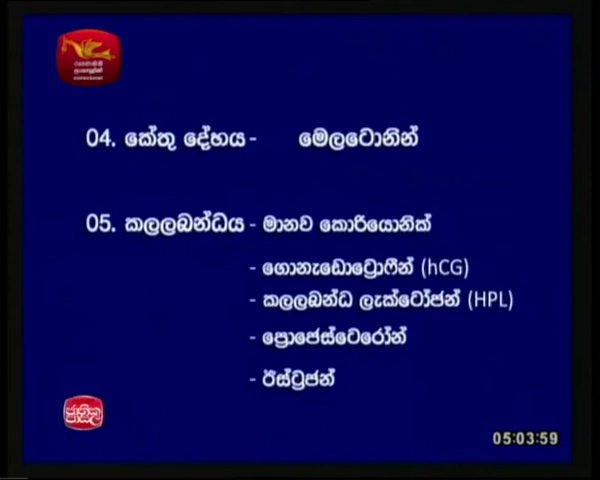 04. කේතු දේහය - මෙලටොනින්
05. කලලබන්ධය - මානව කොරියොනික්
- ගොනැඩොට්‍රොෆීන් (hCG)
- කලලබන්ධ ලැක්ටෝජන් (HPL)
- ප්‍රොජෙස්ටෙරෝන්
- ඊස්ට්‍රජන්
05:03:59